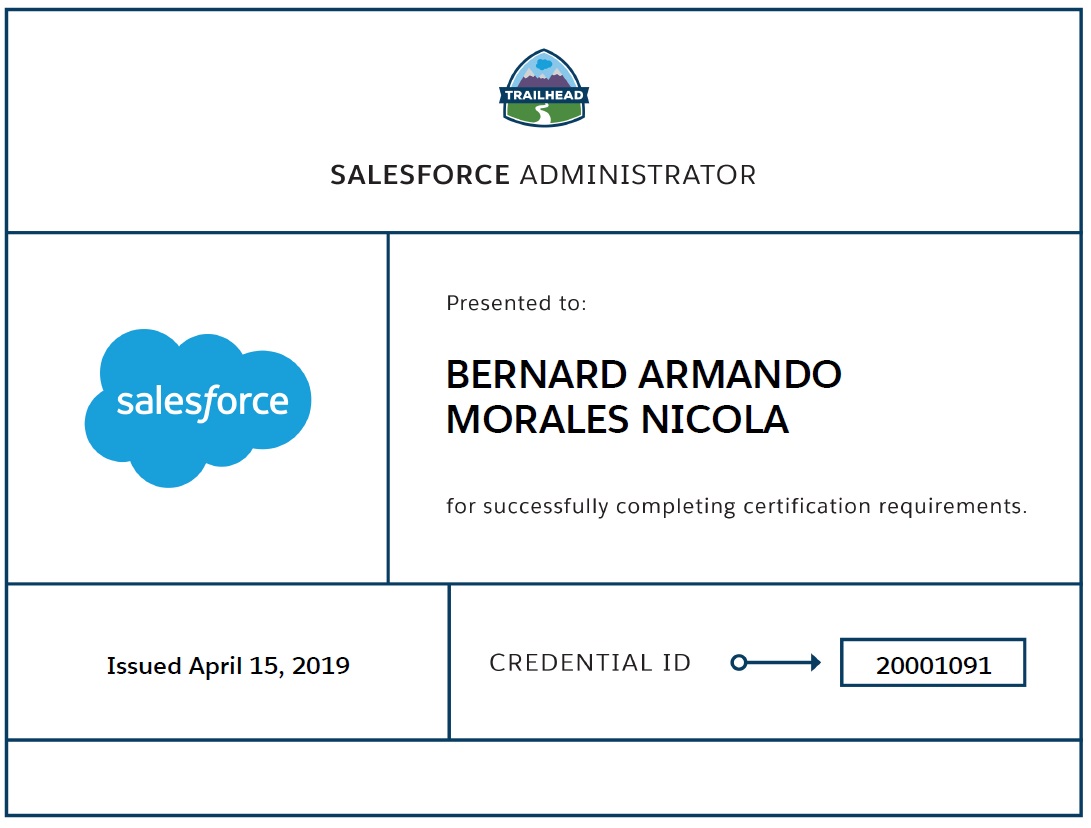 TRAILHEAD
SALESFORCE ADMINISTRATOR
salesforce
Presented to:
BERNARD ARMANDO
MORALES NICOLA
for successfully completing certification requirements.
Issued April 15, 2019
CREDENTIAL ID
20001091